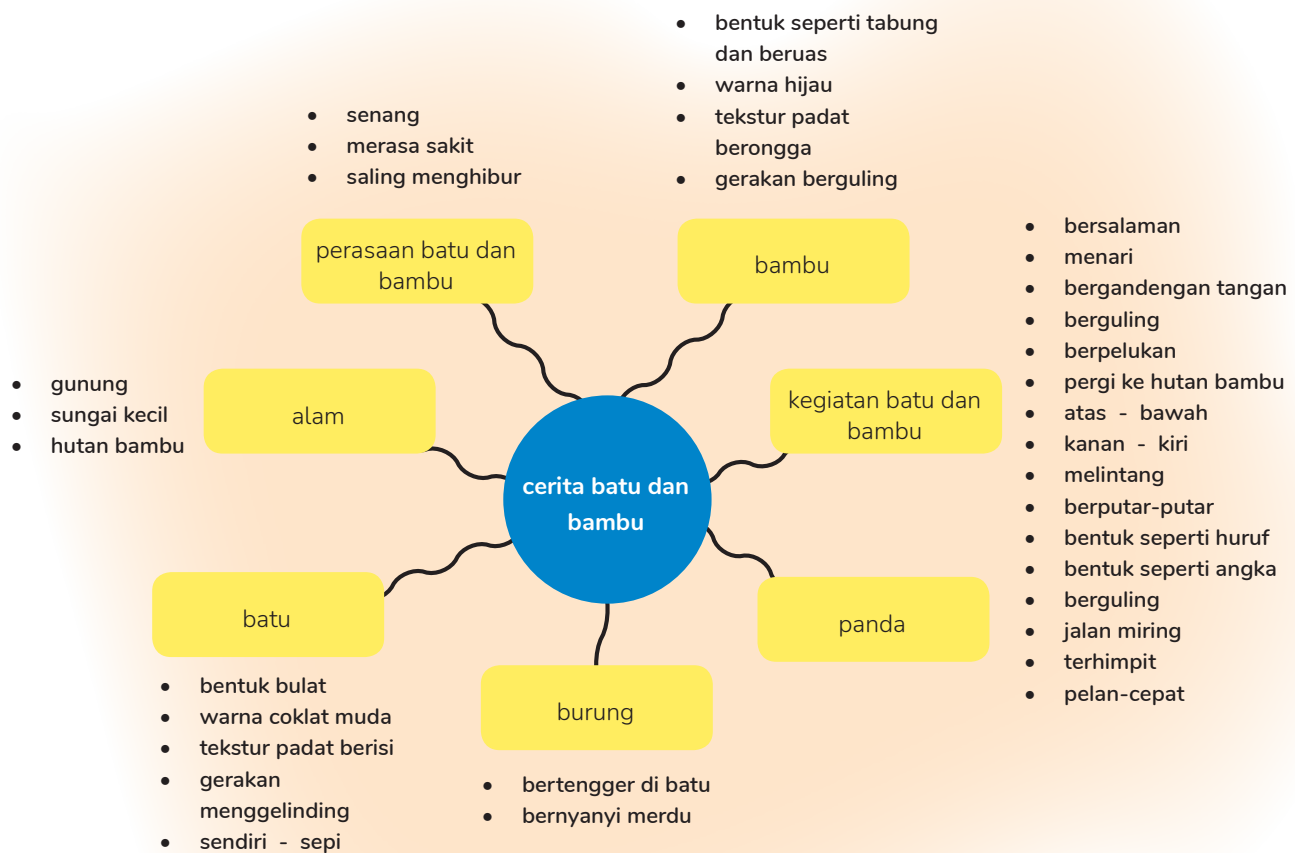 • bentuk seperti tabung
dan beruas
• warna hijau
• tekstur padat
berongga
• gerakan berguling
• senang
• merasa sakit
• saling menghibur
perasaan batu dan
bambu
bambu
• bersalaman
• menari
• bergandengan tangan
• berguling
• berpelukan
• pergi ke hutan bambu
• atas - bawah
• kanan - kiri
• melintang
• berputar-putar
• bentuk seperti huruf
• bentuk seperti angka
• berguling
• jalan miring
• terhimpit
• pelan-cepat
kegiatan batu dan
bambu
• gunung
• sungai kecil
• hutan bambu
alam
cerita batu dan
bambu
batu
panda
• bentuk bulat
• warna coklat muda
• tekstur padat berisi
• gerakan
menggelinding
• sendiri - sepi
burung
• bertengger di batu
• bernyanyi merdu